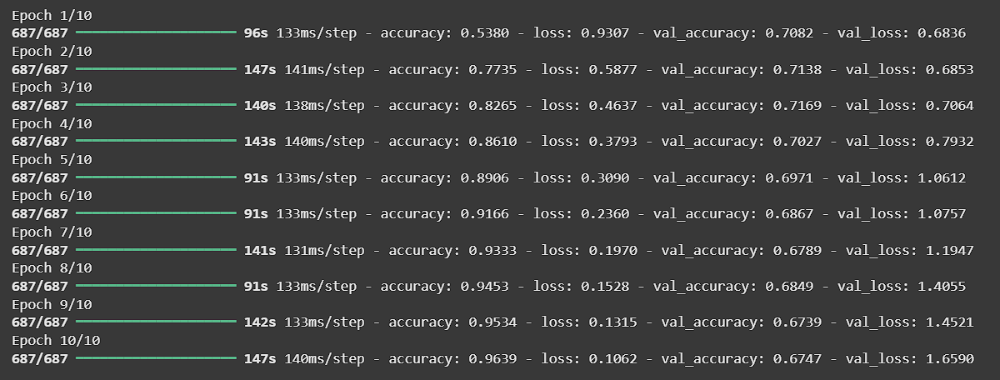 Epoch 1/10
687/687 ━━━━━━━━━━━━━━━━━━━━ 96s 133ms/step - accuracy: 0.5380 - loss: 0.9307 - val_accuracy: 0.7082 - val_loss: 0.6836
Epoch 2/10
687/687 ━━━━━━━━━━━━━━━━━━━━ 147s 141ms/step - accuracy: 0.7735 - loss: 0.5877 - val_accuracy: 0.7138 - val_loss: 0.6853
Epoch 3/10
687/687 ━━━━━━━━━━━━━━━━━━━━ 140s 138ms/step - accuracy: 0.8265 - loss: 0.4637 - val_accuracy: 0.7169 - val_loss: 0.7064
Epoch 4/10
687/687 ━━━━━━━━━━━━━━━━━━━━ 143s 140ms/step - accuracy: 0.8610 - loss: 0.3793 - val_accuracy: 0.7027 - val_loss: 0.7932
Epoch 5/10
687/687 ━━━━━━━━━━━━━━━━━━━━ 91s 133ms/step - accuracy: 0.8906 - loss: 0.3090 - val_accuracy: 0.6971 - val_loss: 1.0612
Epoch 6/10
687/687 ━━━━━━━━━━━━━━━━━━━━ 91s 133ms/step - accuracy: 0.9166 - loss: 0.2360 - val_accuracy: 0.6867 - val_loss: 1.0757
Epoch 7/10
687/687 ━━━━━━━━━━━━━━━━━━━━ 141s 131ms/step - accuracy: 0.9333 - loss: 0.1970 - val_accuracy: 0.6789 - val_loss: 1.1947
Epoch 8/10
687/687 ━━━━━━━━━━━━━━━━━━━━ 91s 133ms/step - accuracy: 0.9453 - loss: 0.1528 - val_accuracy: 0.6849 - val_loss: 1.4055
Epoch 9/10
687/687 ━━━━━━━━━━━━━━━━━━━━ 142s 133ms/step - accuracy: 0.9534 - loss: 0.1315 - val_accuracy: 0.6739 - val_loss: 1.4521
Epoch 10/10
687/687 ━━━━━━━━━━━━━━━━━━━━ 147s 140ms/step - accuracy: 0.9639 - loss: 0.1062 - val_accuracy: 0.6747 - val_loss: 1.6590